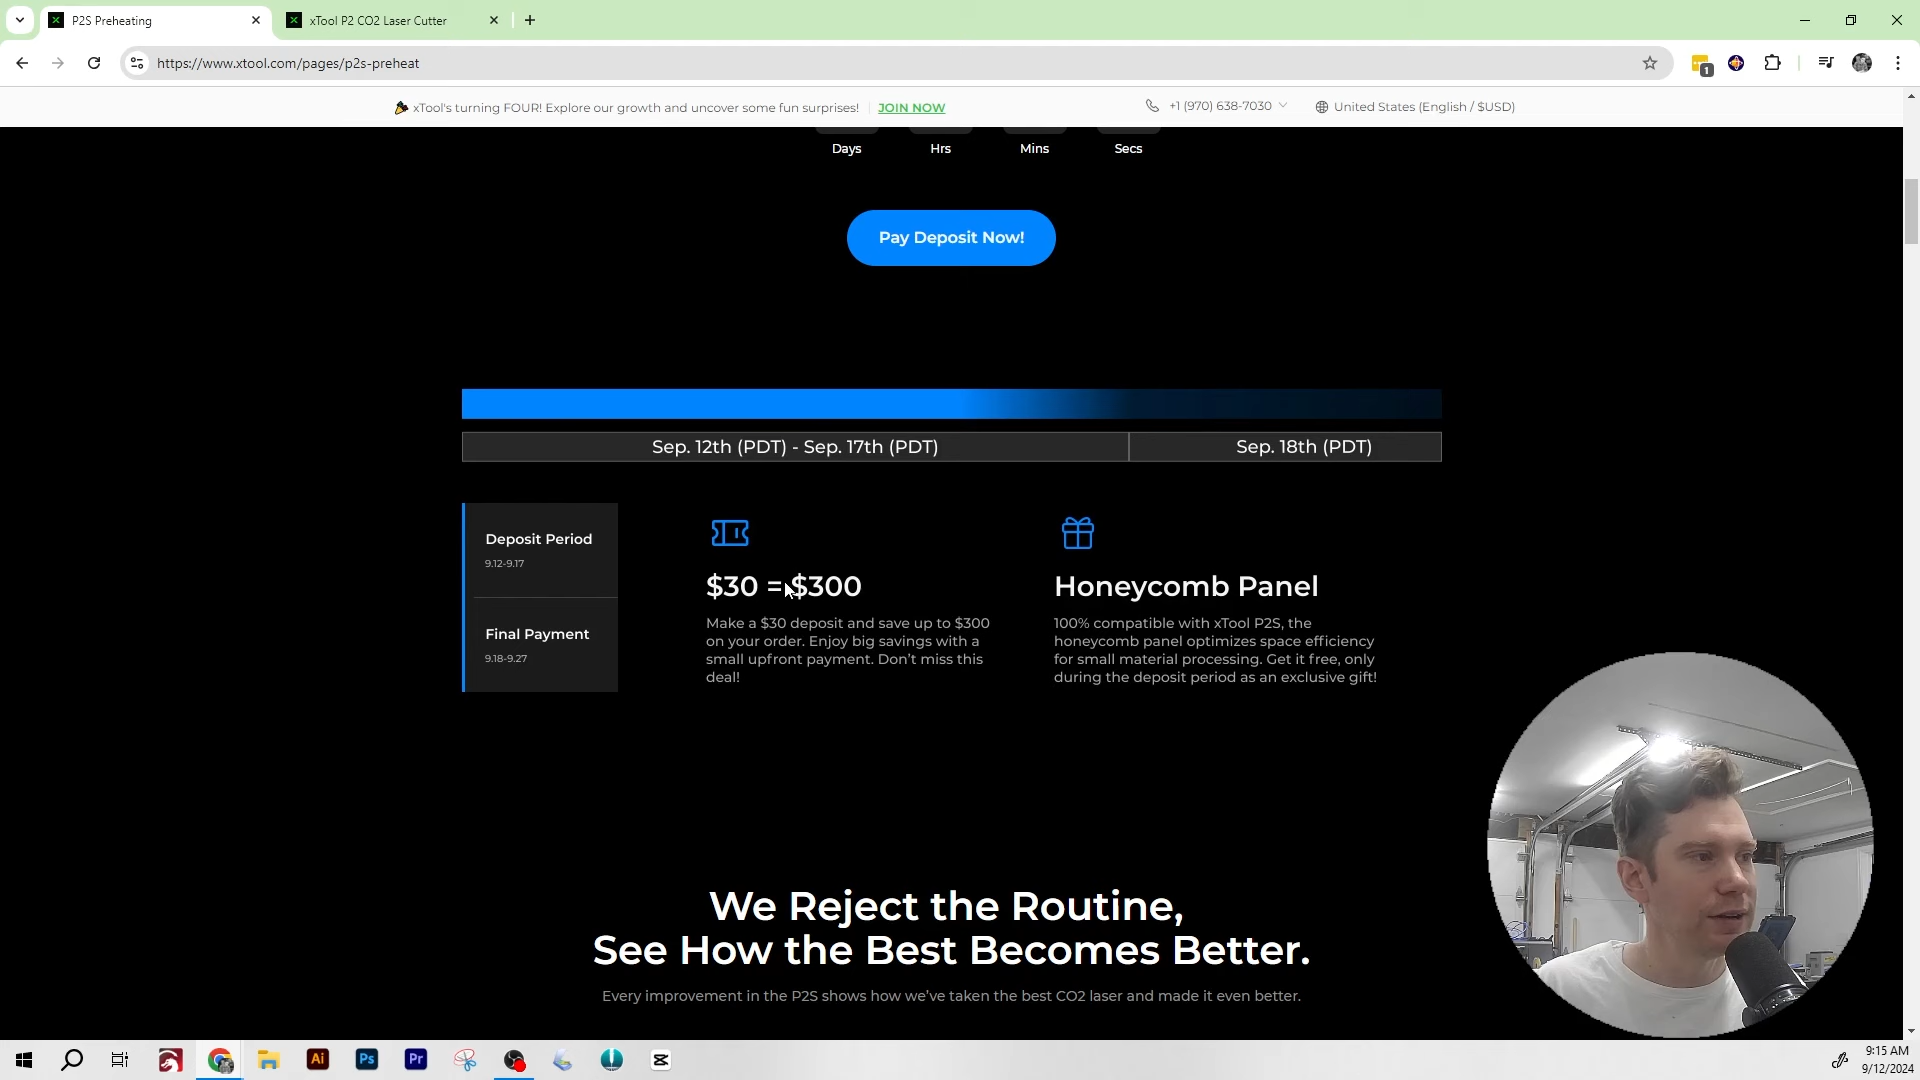 P2S Preheating
xTool P2 CO2 Laser Cutter
https://www.xtool.com/pages/p2s-preheat
1
xTool's turning FOUR! Explore our growth and uncover some fun surprises!
JOIN NOW
+1 (970) 638-7030
United States (English / $USD)
Days Hrs Mins Secs
Pay Deposit Now!
Sep. 12th (PDT) - Sep. 17th (PDT)
Sep. 18th (PDT)
Deposit Period
9.12-9.17
Final Payment
9.18-9.27
$30 = $300
Make a $30 deposit and save up to $300
on your order. Enjoy big savings with a
small upfront payment. Don't miss this
deal!
Honeycomb Panel
100% compatible with xTool P2S, the
honeycomb panel optimizes space efficiency
for small material processing. Get it free, only
during the deposit period as an exclusive gift!
We Reject the Routine,
See How the Best Becomes Better.
Every improvement in the P2S shows how we've taken the best CO2 laser and made it even better.
Ai
Ps
Pr
9:15 AM
9/12/2024